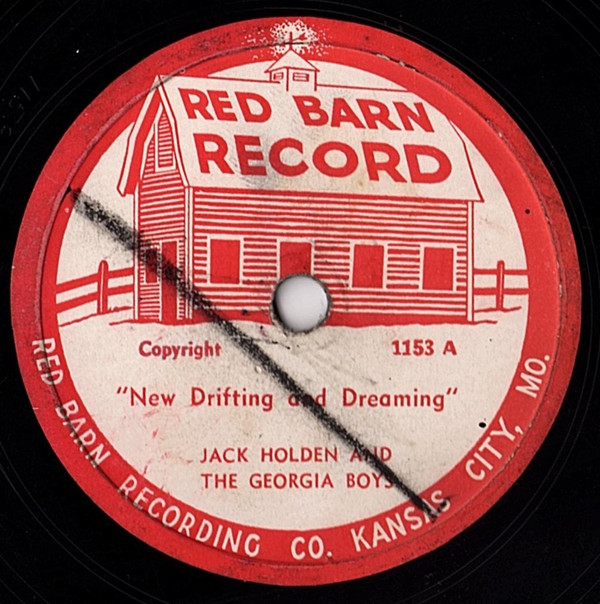 RED BARN
RECORD
Copyright 1153 A
"New Drifting and Dreaming"
JACK HOLDEN AND
THE GEORGIA BOYS
RED BARN RECORDING CO. KANSAS CITY, MO.